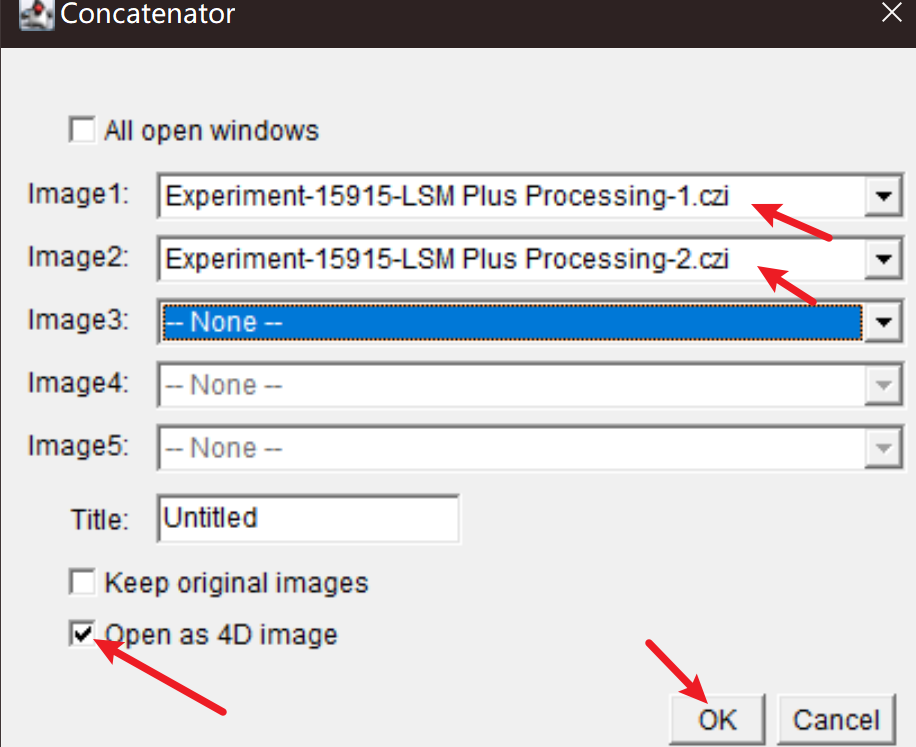 Concatenator
All open windows
Image1: Experiment-15915-LSM Plus Processing-1.czi
Image2: Experiment-15915-LSM Plus Processing-2.czi
Image3: -- None --
Image4: -- None --
Image5: -- None --
Title: Untitled
Keep original images
Open as 4D image
OK Cancel